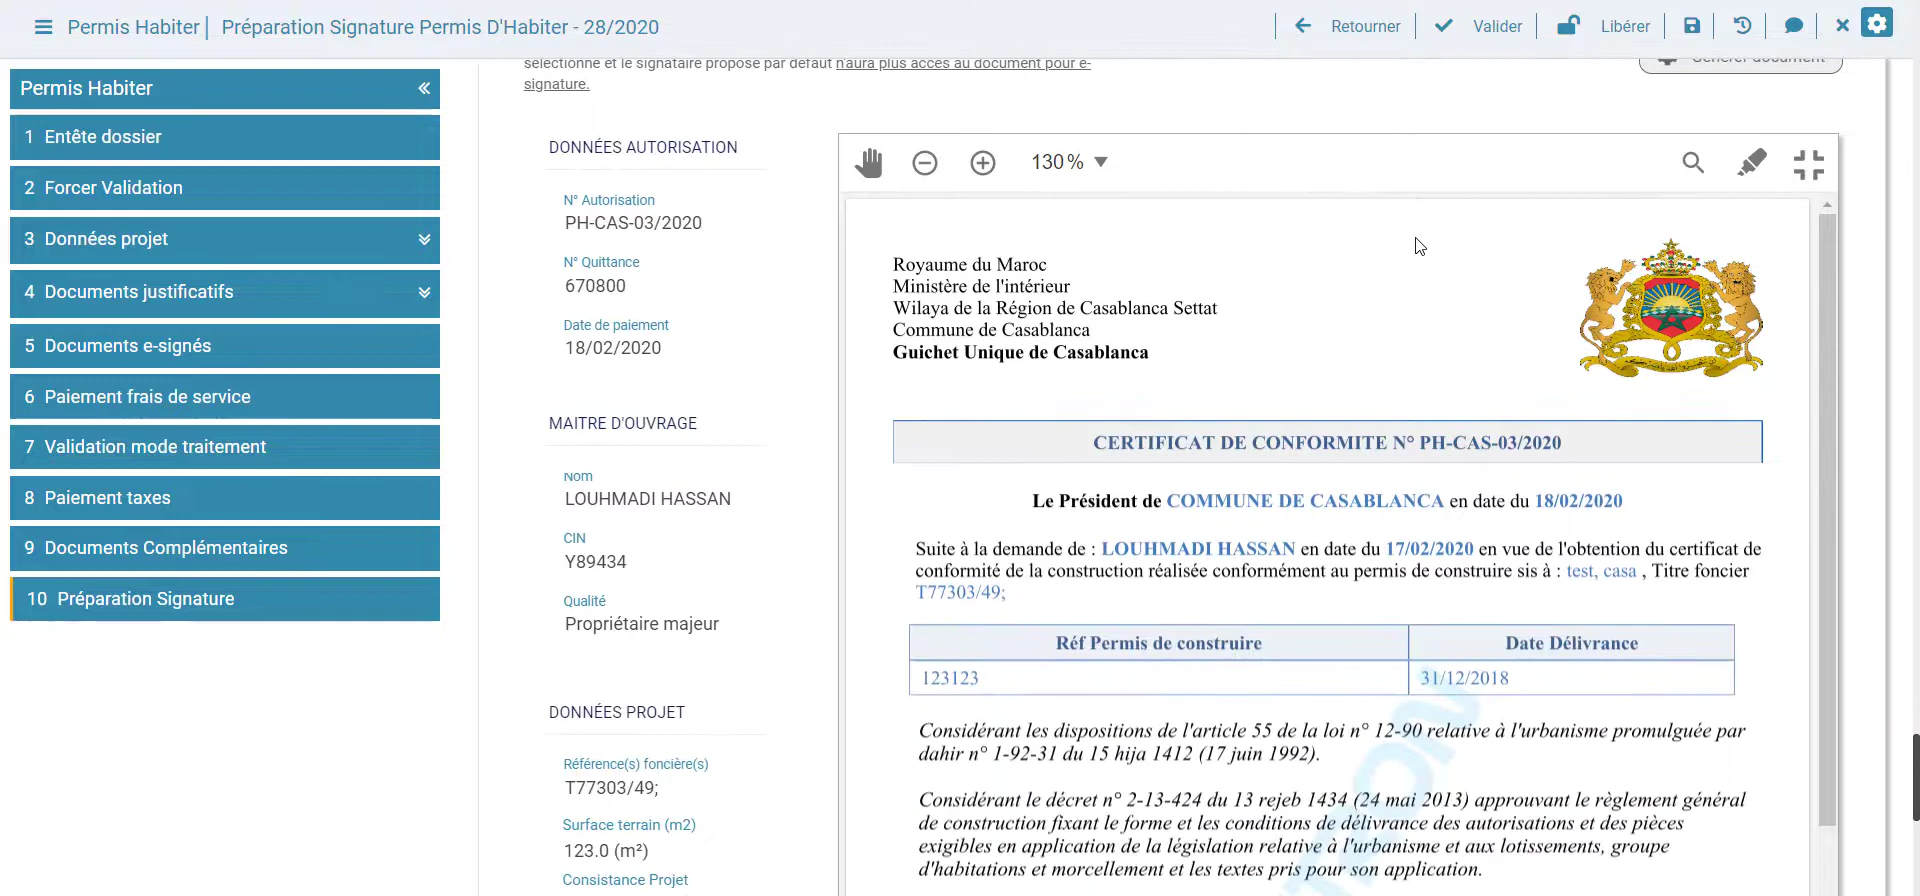 Permis Habiter | Préparation Signature Permis D'Habiter - 28/2020
Retourner
Valider
Libérer
Permis Habiter
1 Entête dossier
2 Forcer Validation
3 Données projet
4 Documents justificatifs
5 Documents e-signés
6 Paiement frais de service
7 Validation mode traitement
8 Paiement taxes
9 Documents Complémentaires
10 Préparation Signature
sélectionné et le signataire proposé par défaut n'aura plus accès au document pour e-
signature.
Générer document
DONNÉES AUTORISATION
N° Autorisation
PH-CAS-03/2020
N° Quittance
670800
Date de paiement
18/02/2020
MAITRE D'OUVRAGE
Nom
LOUHMADI HASSAN
CIN
Y89434
Qualité
Propriétaire majeur
DONNÉES PROJET
Référence(s) foncière(s)
T77303/49;
Surface terrain (m2)
123.0 (m²)
Consistance Projet
130 %
Royaume du Maroc
Ministère de l'intérieur
Wilaya de la Région de Casablanca Settat
Commune de Casablanca
Guichet Unique de Casablanca
CERTIFICAT DE CONFORMITE N° PH-CAS-03/2020
Le Président de COMMUNE DE CASABLANCA en date du 18/02/2020
Suite à la demande de : LOUHMADI HASSAN en date du 17/02/2020 en vue de l'obtention du certificat de
conformité de la construction réalisée conformément au permis de construire sis à : test, casa , Titre foncier
T77303/49;
Réf Permis de construire
Date Délivrance
123123
31/12/2018
Considérant les dispositions de l'article 55 de la loi n° 12-90 relative à l'urbanisme promulguée par
dahir n° 1-92-31 du 15 hija 1412 (17 juin 1992).
Considérant le décret n° 2-13-424 du 13 rejeb 1434 (24 mai 2013) approuvant le règlement général
de construction fixant le forme et les conditions de délivrance des autorisations et des pièces
exigibles en application de la législation relative à l'urbanisme et aux lotissements, groupe
d'habitations et morcellement et les textes pris pour son application.